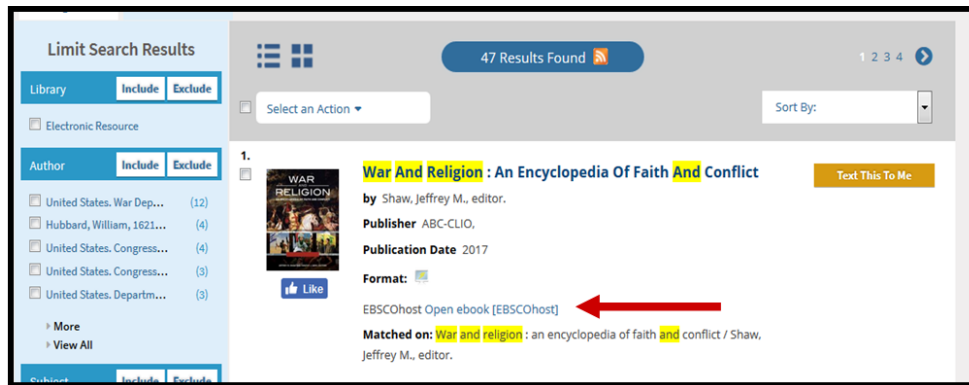 Limit Search Results
Library Include Exclude
Electronic Resource
Author Include Exclude
United States. War Dep... (12)
Hubbard, William, 1621... (4)
United States. Congress... (4)
United States. Congress... (3)
United States. Departm... (3)
More
View All
Subject Include Exclude
47 Results Found
1 2 3 4
Select an Action
Sort By:
1.
WAR
AND
RELIGION
Like
War And Religion : An Encyclopedia Of Faith And Conflict
by Shaw, Jeffrey M., editor.
Publisher ABC-CLIO,
Publication Date 2017
Format:
EBSCOhost Open ebook [EBSCOhost]
Matched on: War and religion : an encyclopedia of faith and conflict / Shaw,
Jeffrey M., editor.
Text This To Me